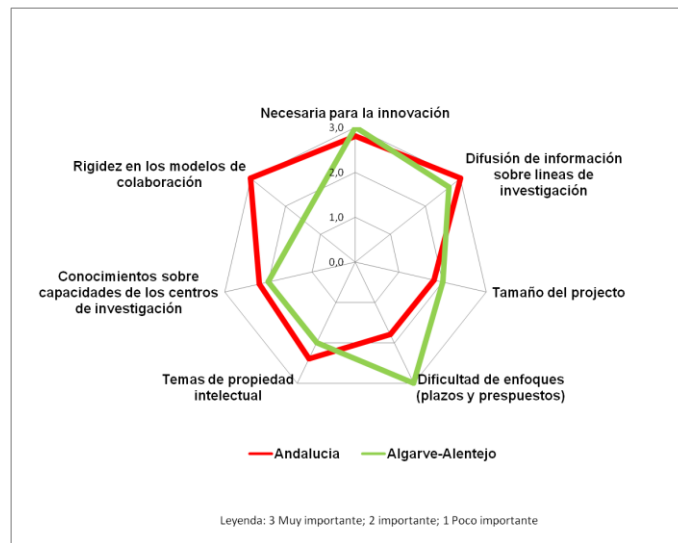 Necesaria para la innovación
3,0
Rigidez en los modelos de
colaboración
Difusión de información
sobre lineas de
investigación
2,0
1,0
0,0
Conocimientos sobre
capacidades de los centros
de investigación
Tamaño del projecto
Temas de propiedad
intelectual
Dificultad de enfoques
(plazos y prespuestos)
Andalucia
Algarve-Alentejo
Leyenda: 3 Muy importante; 2 importante; 1 Poco importante